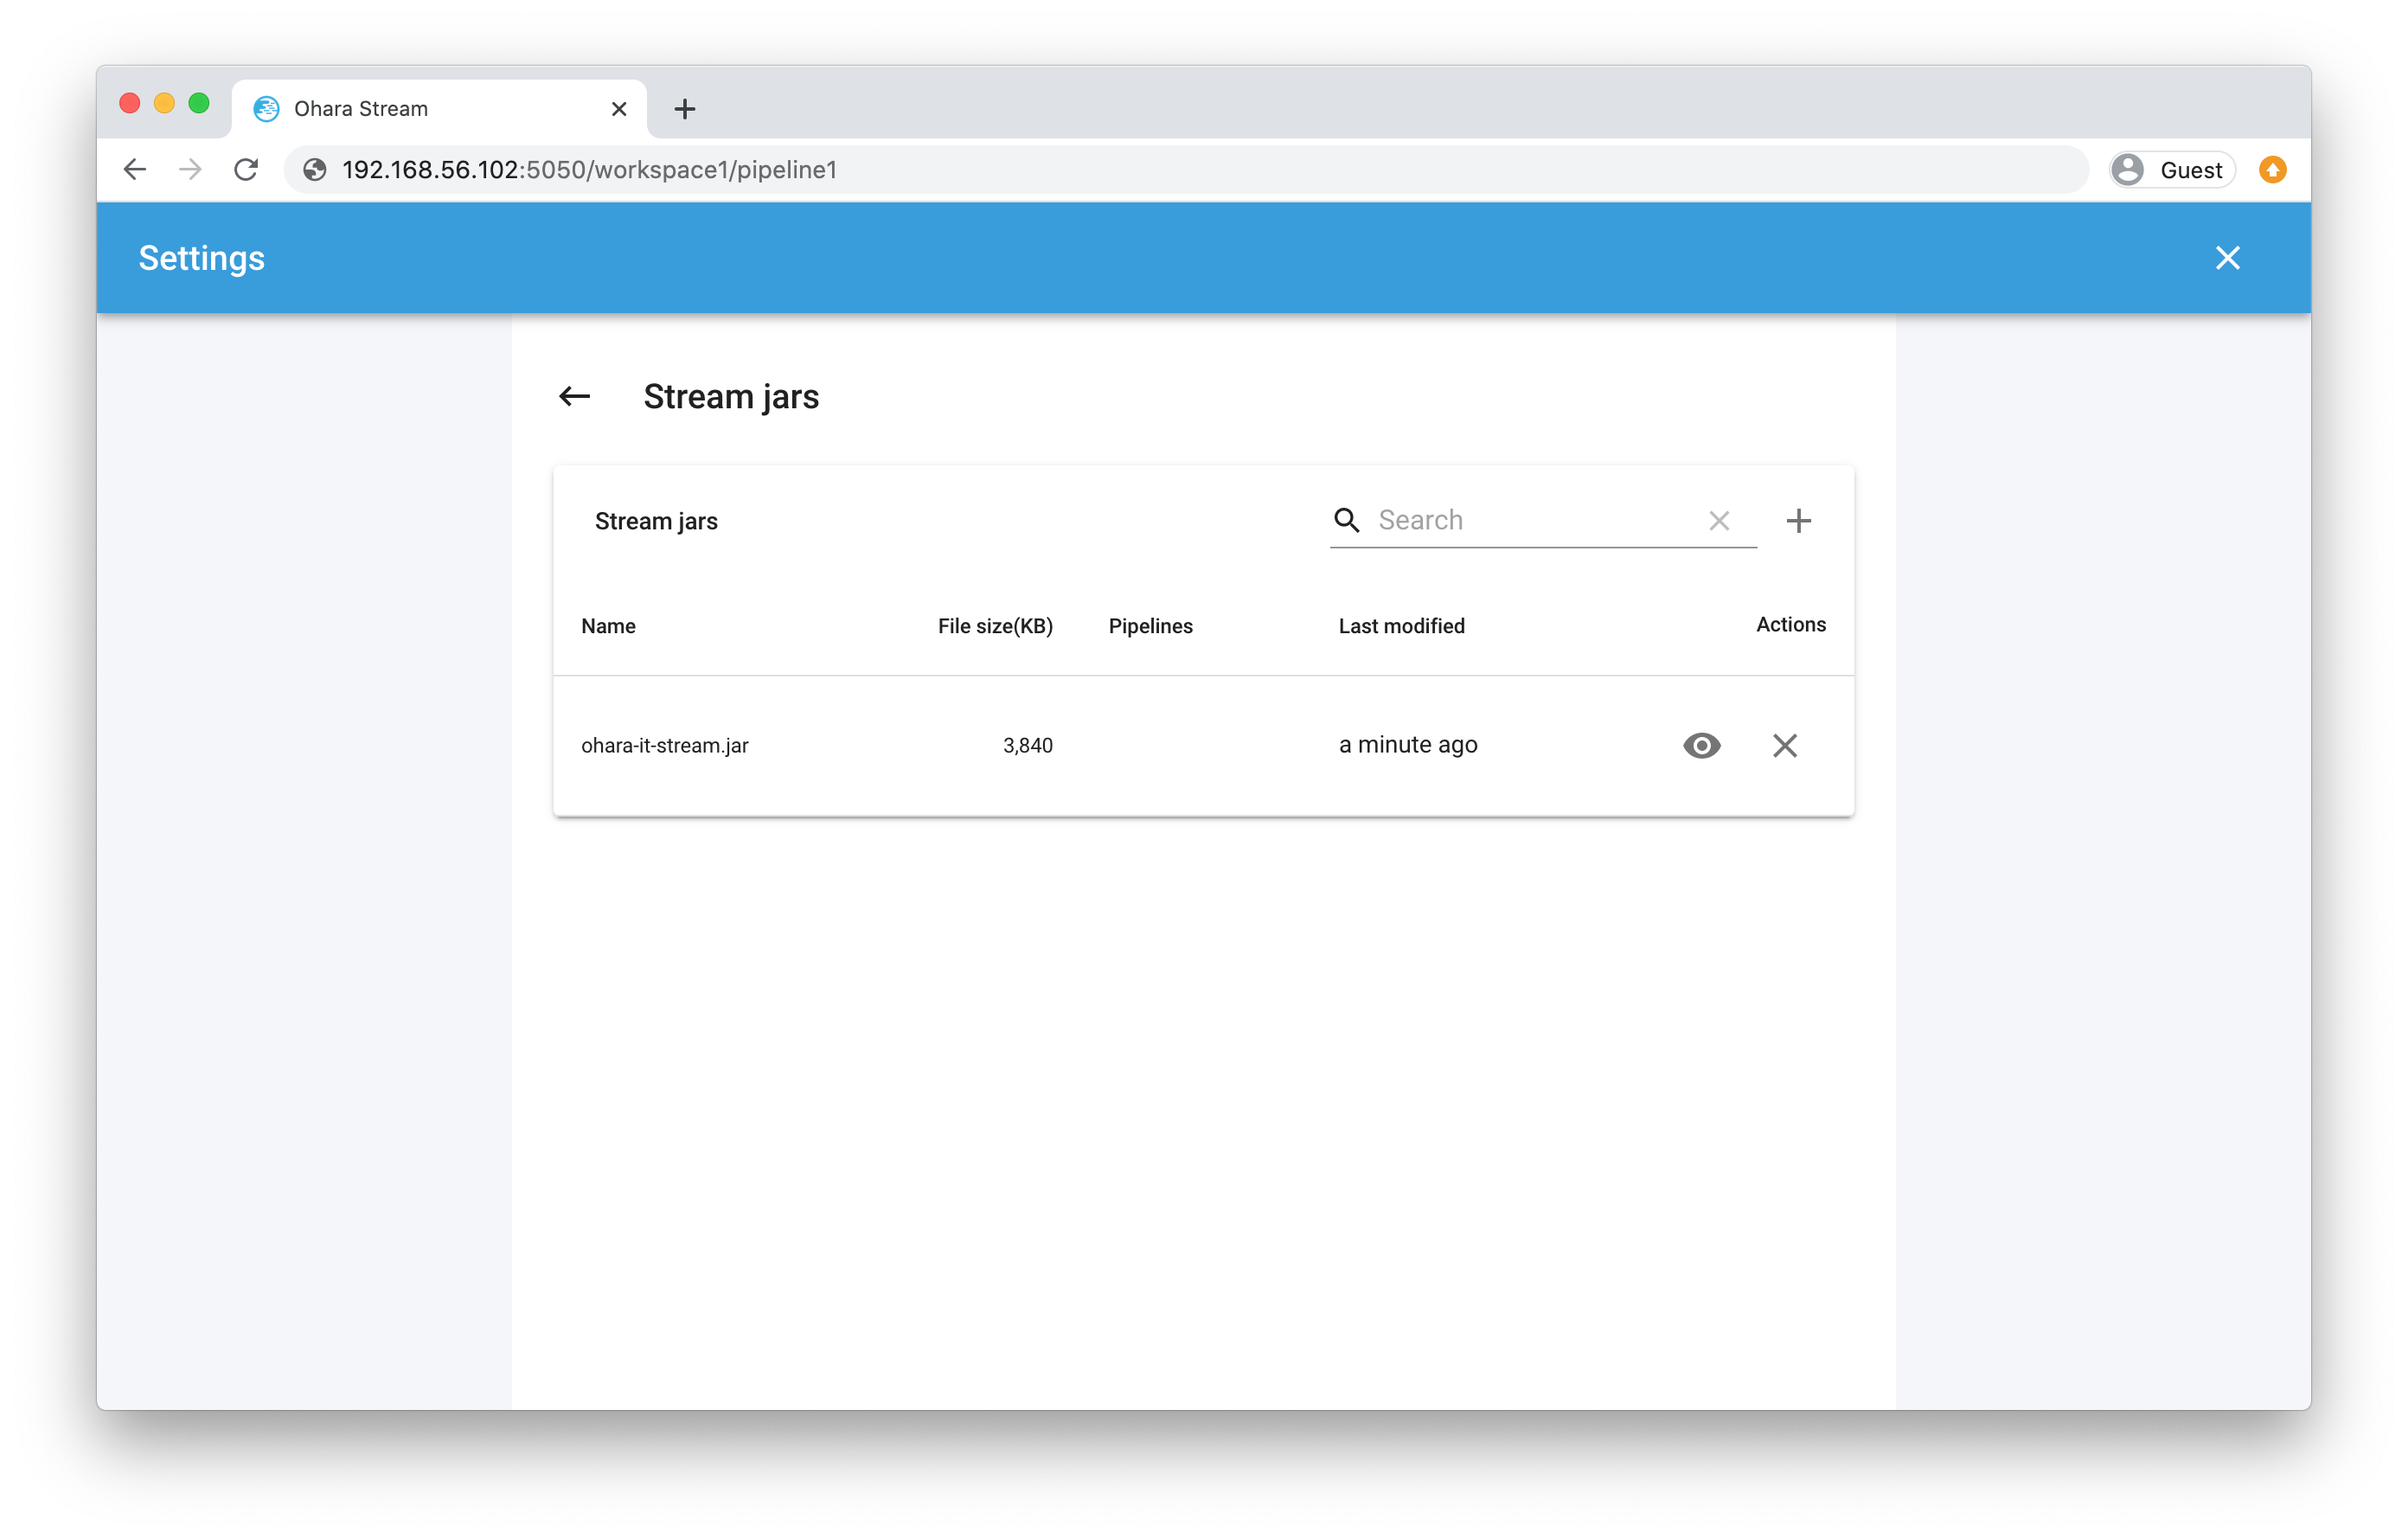 Ohara Stream
192.168.56.102:5050/workspace1/pipeline1
Guest
Settings
Stream jars
Stream jars
Search
Name File size(KB) Pipelines Last modified Actions
ohara-it-stream.jar 3,840 a minute ago